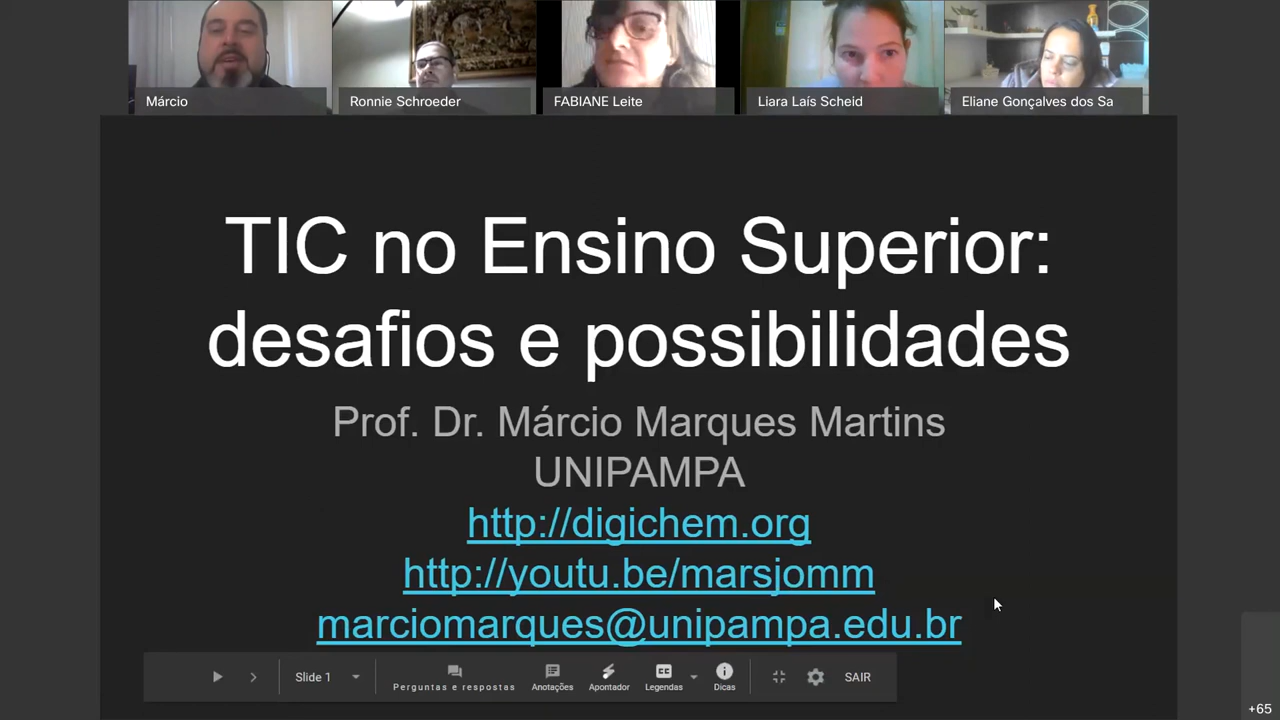 Márcio
Ronnie Schroeder
FABIANE Leite
Liara Laís Scheid
Eliane Gonçalves dos Sa
TIC no Ensino Superior:
desafios e possibilidades
Prof. Dr. Márcio Marques Martins
UNIPAMPA
http://digichem.org
http://youtu.be/marsjomm
marciomarques@unipampa.edu.br
Slide 1
Perguntas e respostas
Anotações
Apontador
Legendas
Dicas
SAIR
+65